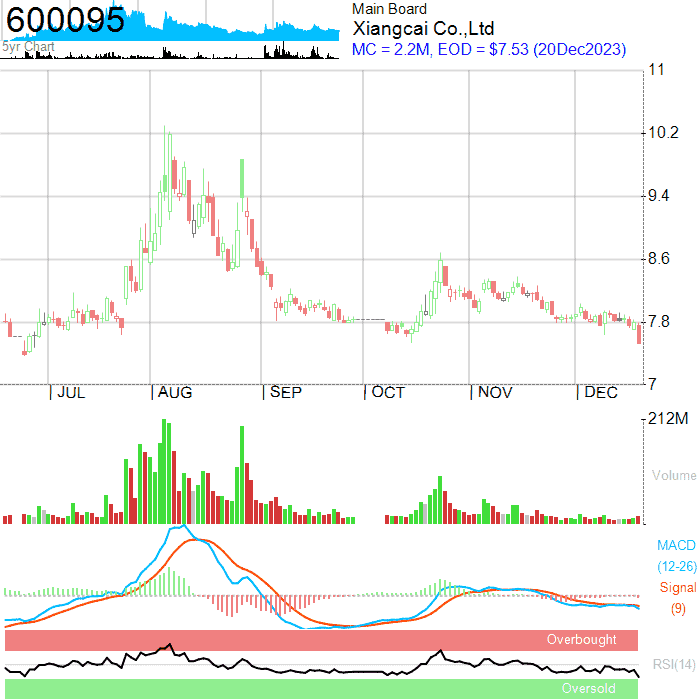 600095
5yr Chart
Main Board
Xiangcai Co.,Ltd
MC = 2.2M, EOD = $7.53 (20Dec2023)
11
10.2
9.4
8.6
7.8
7
| JUL | AUG | SEP | OCT | NOV | DEC
212M
Volume
MACD
(12-26)
Signal
(9)
Overbought
RSI(14)
Oversold